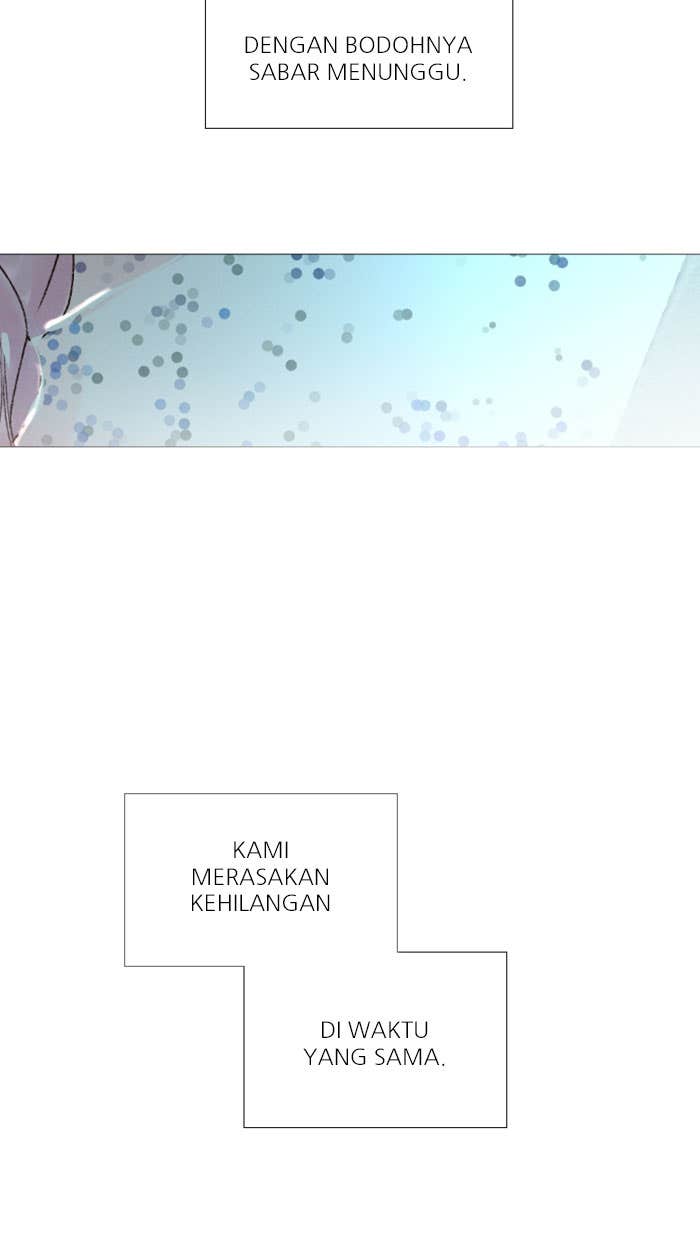 DENGAN BODOHNYA
SABAR MENUNGGU.
KAMI
MERASAKAN
KEHILANGAN
DI WAKTU
YANG SAMA.